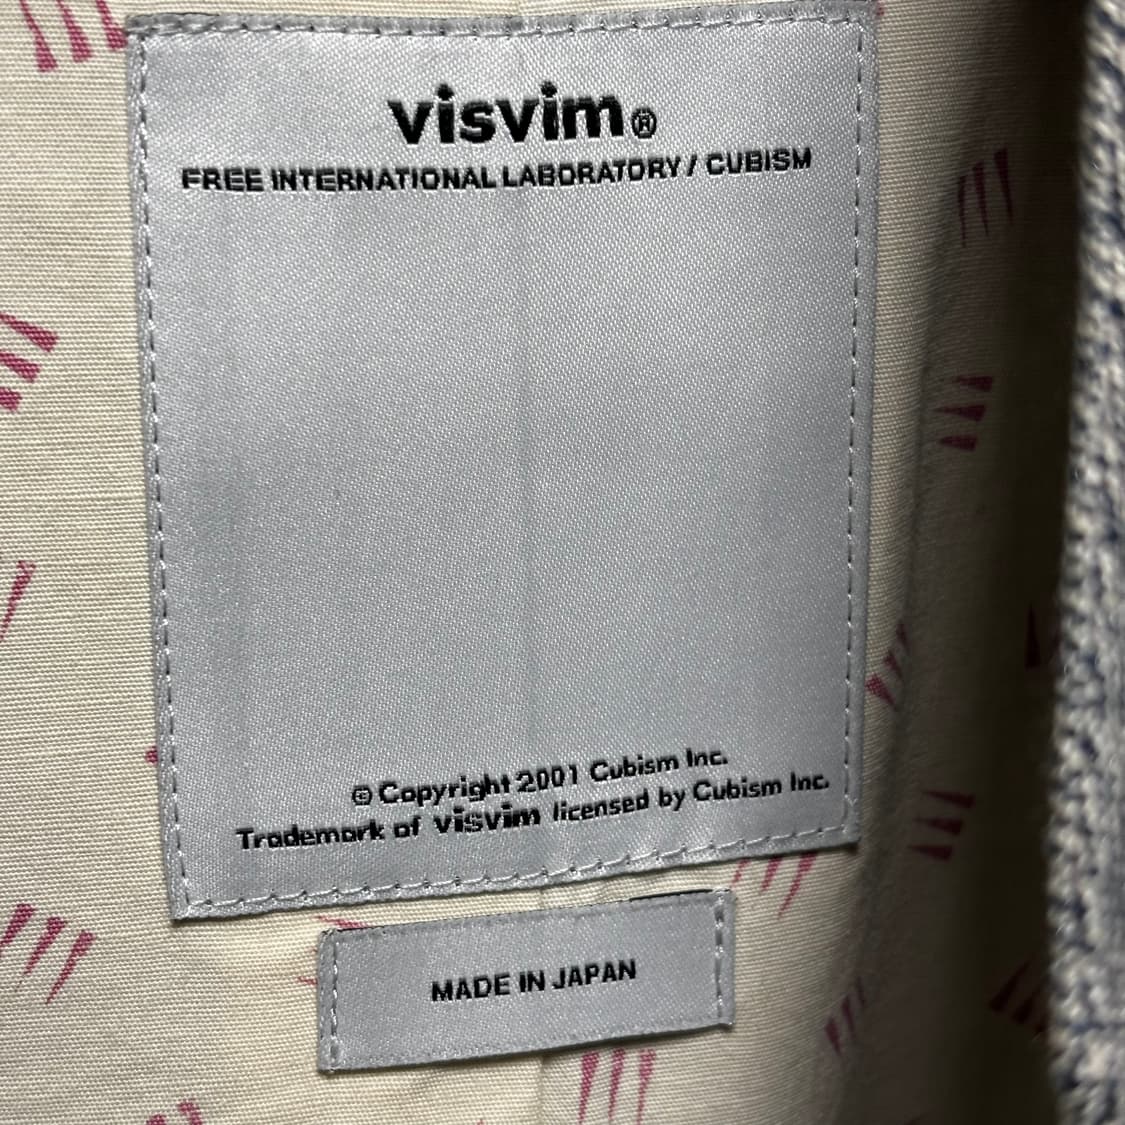 visvim®
FREE INTERNATIONAL LABORATORY / CUBISM
© Copyright 2001 Cubism Inc.
Trademark of visvim licensed by Cubism Inc.
MADE IN JAPAN